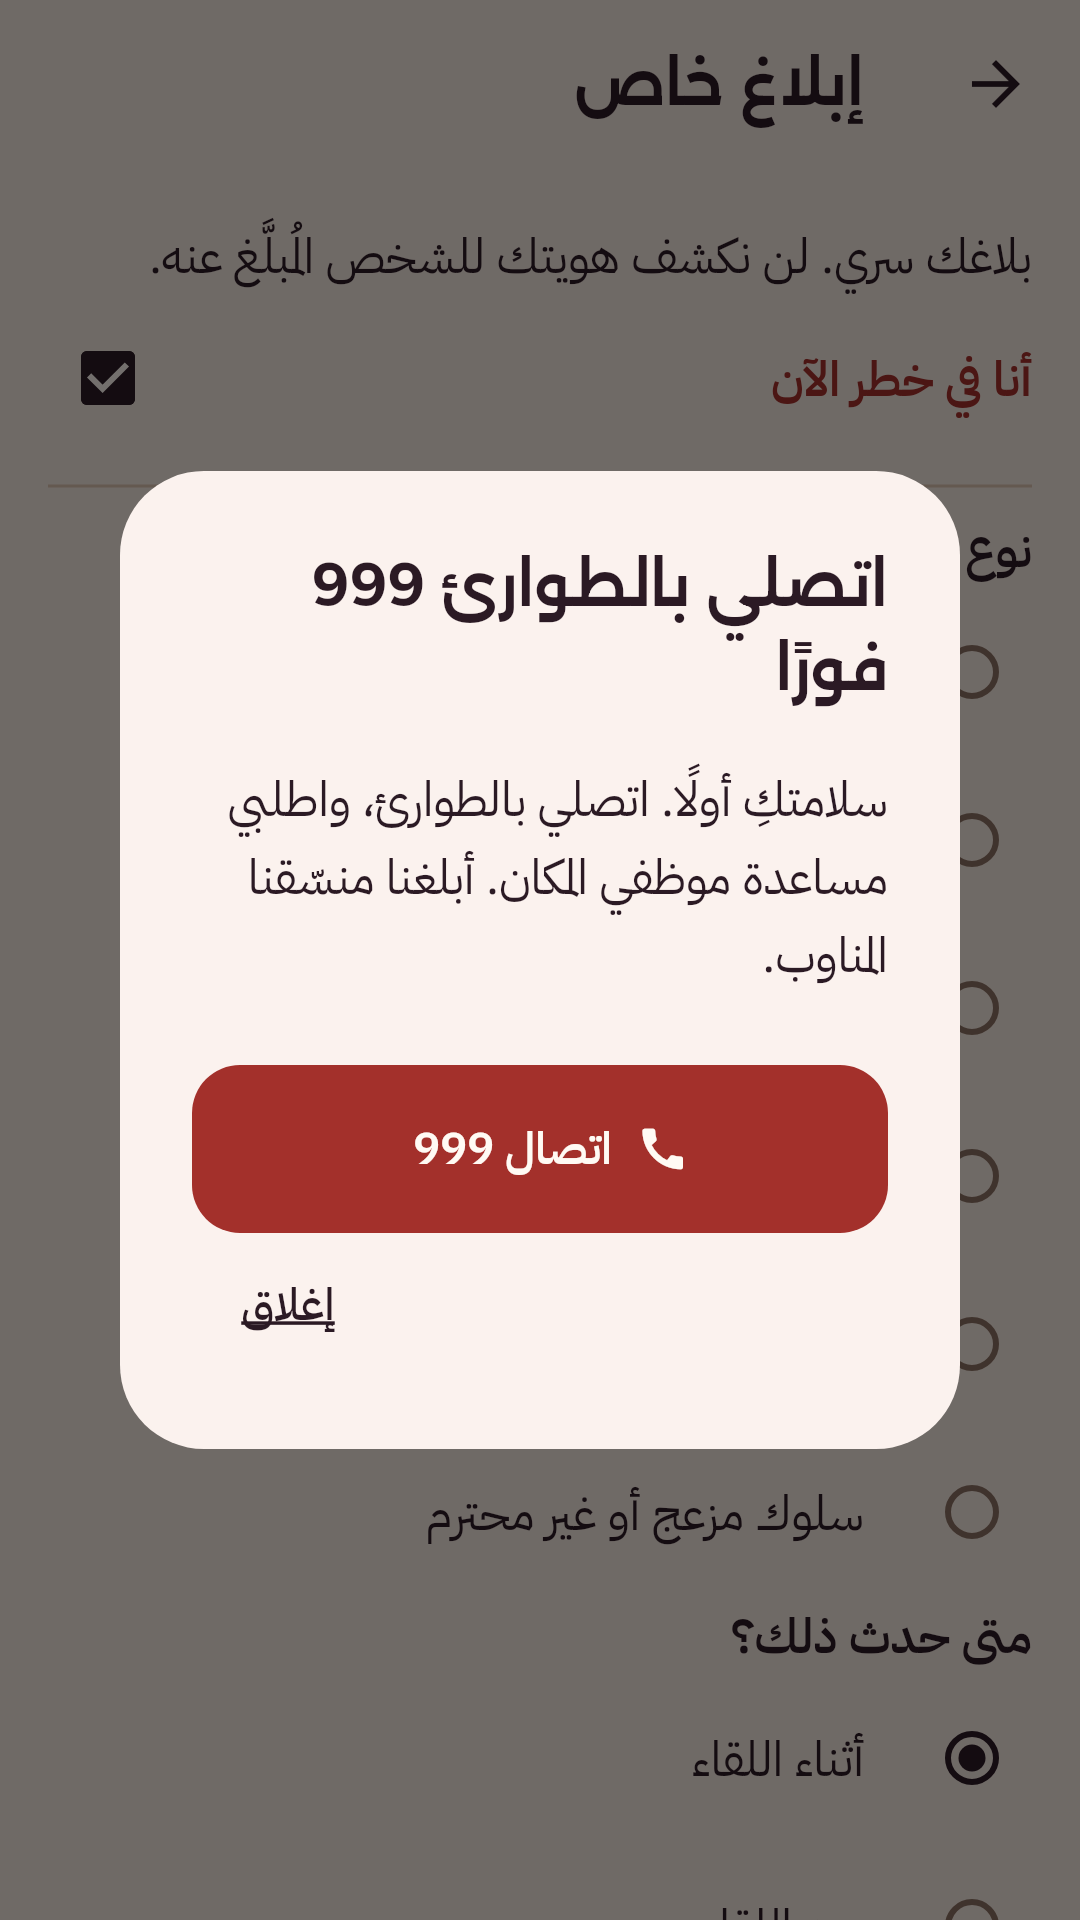 إبلاغ خاص
بلاغك سري. لن نكشف هويتك للشخص المُبلَّغ عنه.
أنا في خطر الآن
نوع
اتصلي بالطوارئ 999
فورًا
سلامتكِ أولًا. اتصلي بالطوارئ، واطلبي
مساعدة موظفي المكان. أبلغنا منسّقنا
المناوب.
اتصال 999
إغلاق
سلوك مزعج أو غير محترم
متى حدث ذلك؟
أثناء اللقاء